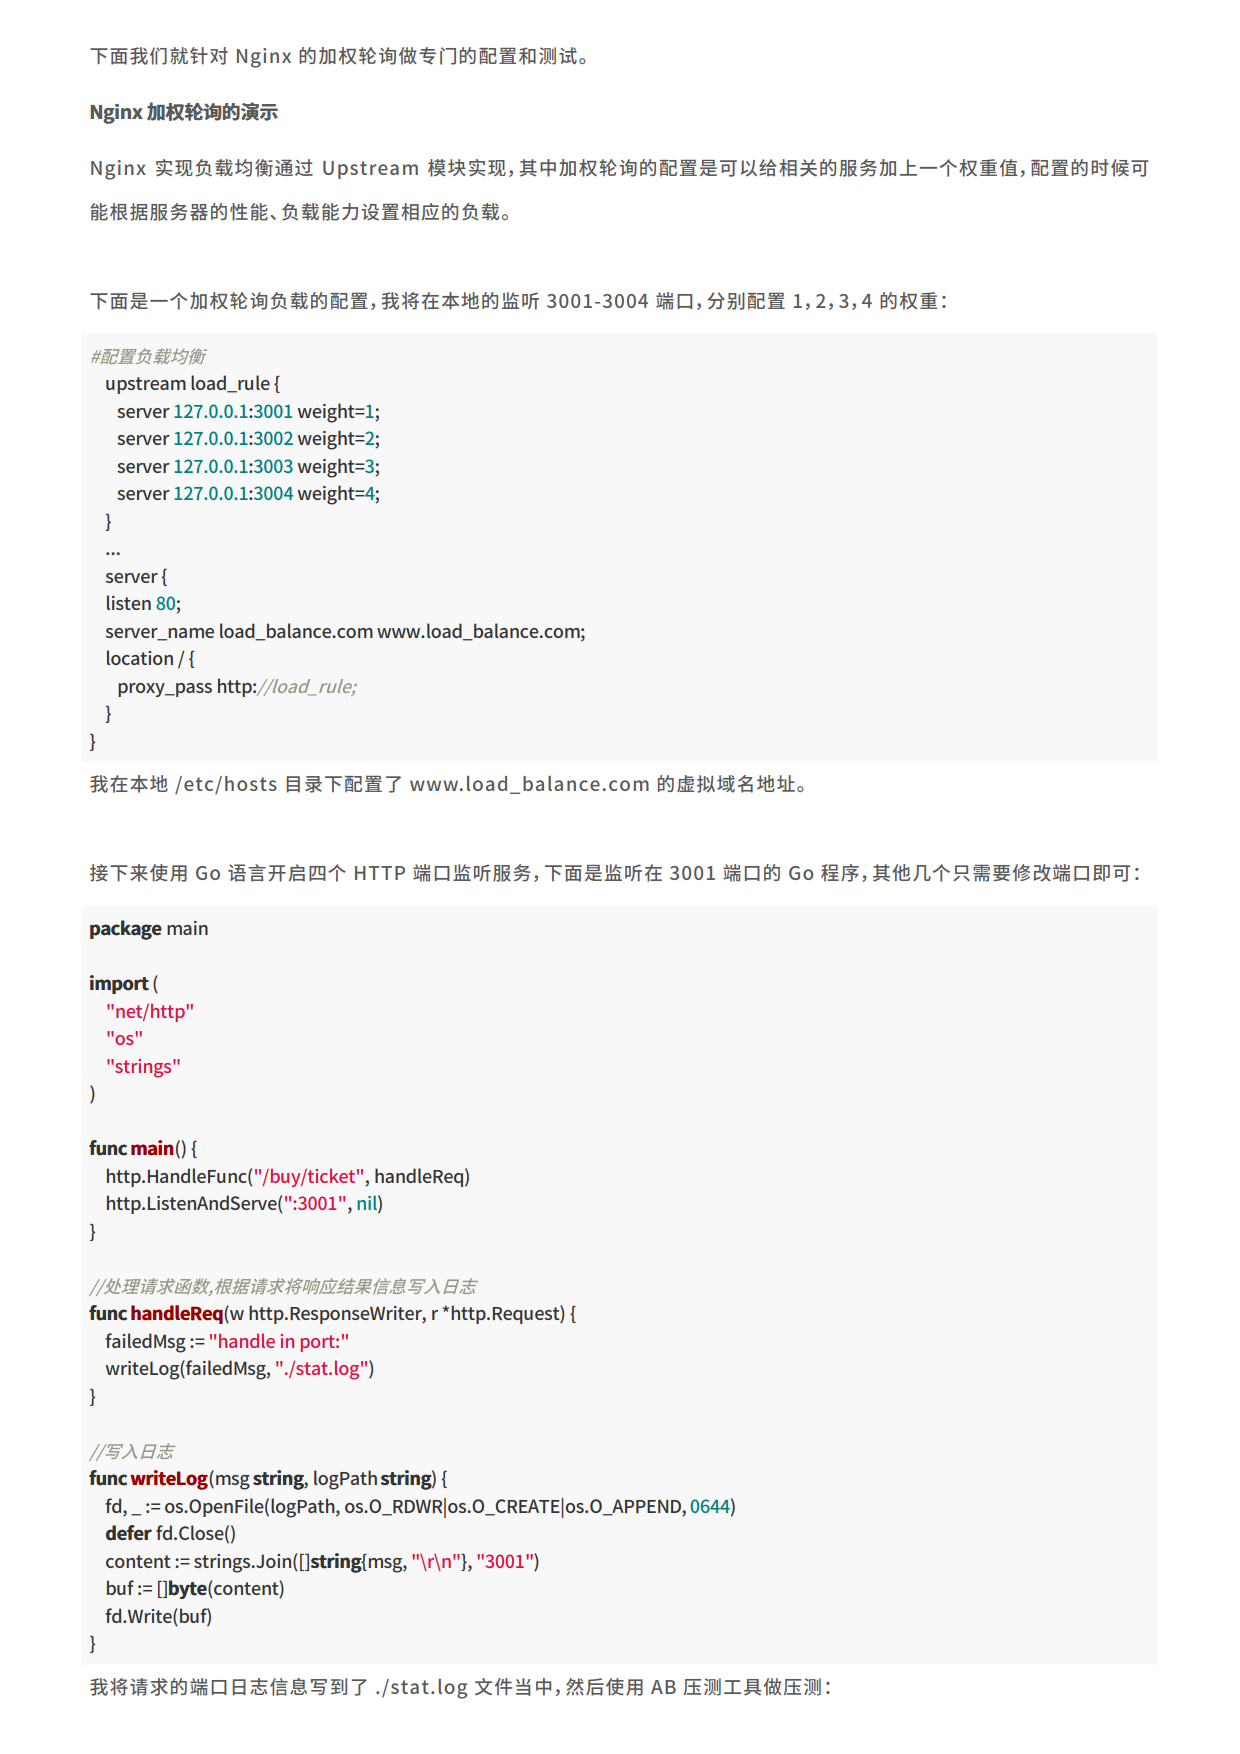 下面我们就针对 Nginx 的加权轮询做专门的配置和测试。
Nginx 加权轮询的演示
Nginx 实现负载均衡通过 Upstream 模块实现，其中加权轮询的配置是可以给相关的服务加上一个权重值，配置的时候可
能根据服务器的性能、负载能力设置相应的负载。
下面是一个加权轮询负载的配置，我将在本地的监听 3001-3004 端口，分别配置 1，2，3，4 的权重：
#配置负载均衡
    upstream load_rule {
       server 127.0.0.1:3001 weight=1;
       server 127.0.0.1:3002 weight=2;
       server 127.0.0.1:3003 weight=3;
       server 127.0.0.1:3004 weight=4;
    }
    ...
    server {
    listen 80;
    server_name load_balance.com www.load_balance.com;
    location / {
       proxy_pass http://load_rule;
    }
}
我在本地 /etc/hosts 目录下配置了 www.load_balance.com 的虚拟域名地址。
接下来使用 Go 语言开启四个 HTTP 端口监听服务，下面是监听在 3001 端口的 Go 程序，其他几个只需要修改端口即可：
package main
import (
    "net/http"
    "os"
    "strings"
)
func main() {
    http.HandleFunc("/buy/ticket", handleReq)
    http.ListenAndServe(":3001", nil)
}
//处理请求函数,根据请求将响应结果信息写入日志
func handleReq(w http.ResponseWriter, r *http.Request) {
    failedMsg := "handle in port:"
    writeLog(failedMsg, "./stat.log")
}
//写入日志
func writeLog(msg string, logPath string) {
    fd, _ := os.OpenFile(logPath, os.O_RDWR|os.O_CREATE|os.O_APPEND, 0644)
    defer fd.Close()
    content := strings.Join([]string{msg, "\r\n"}, "3001")
    buf := []byte(content)
    fd.Write(buf)
}
我将请求的端口日志信息写到了 ./stat.log 文件当中，然后使用 AB 压测工具做压测：